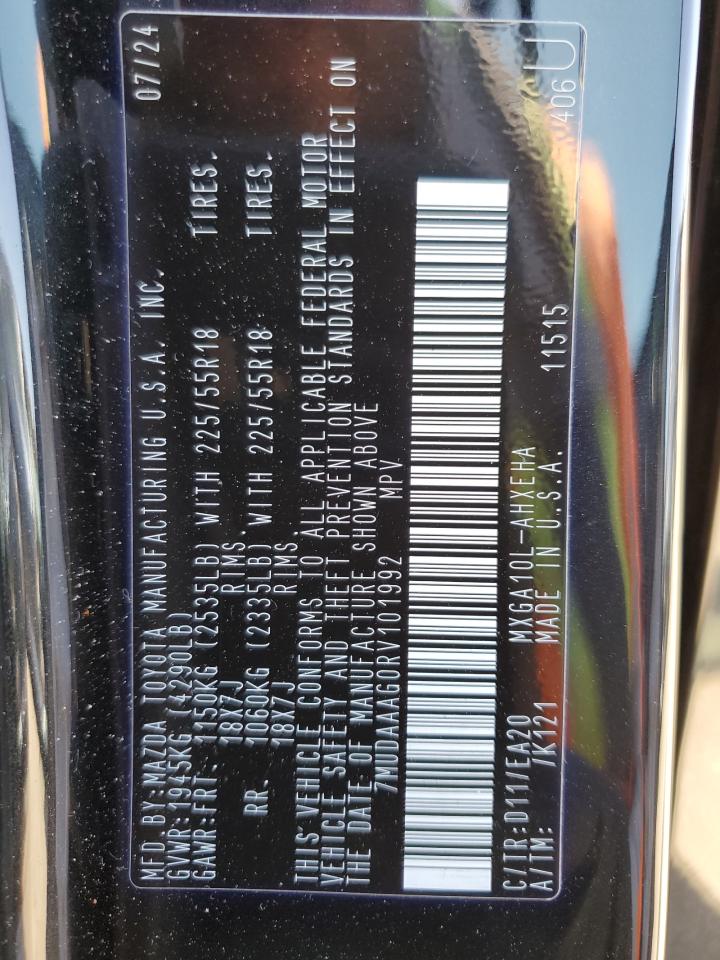 MFD.BY:MAZDA TOYOTA MANUFACTURING U.S.A. INC. 07/24
GVWR:1945KG (4290LB)
GAWR:FRT. 1150KG (2535LB) WITH 225/55R18 TIRES.
18X7J RIMS.
RR. 1060KG (2335LB) WITH 225/55R18 TIRES.
18X7J RIMS
THIS VEHICLE CONFORMS TO ALL APPLICABLE FEDERAL MOTOR
VEHICLE SAFETY AND THEFT PREVENTION STANDARDS IN EFFECT ON
THE DATE OF MANUFACTURE SHOWN ABOVE
7MUDAAAG0RV101992 MPV
C/TR:D11/EA20 MXGA10L-AHXEHA
A/TM: /K121 MADE IN U.S.A. 11515 406 U